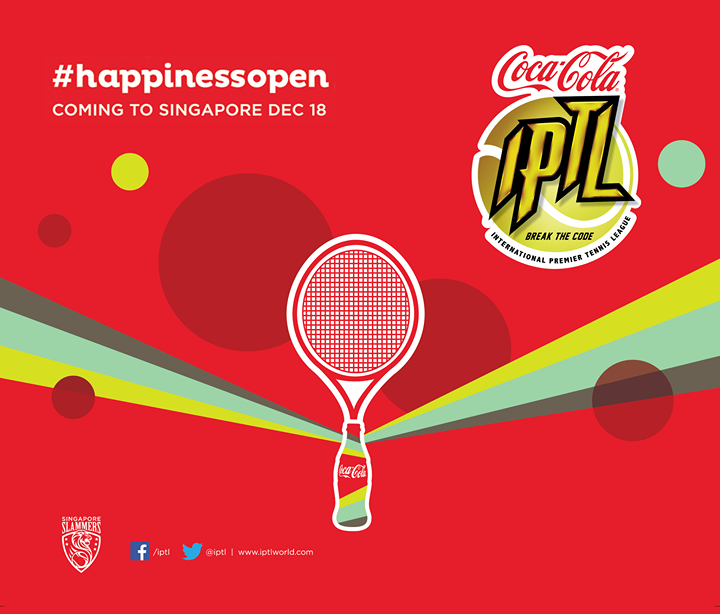 #happinessopen
COMING TO SINGAPORE DEC 18
Coca-Cola
IPTL
BREAK THE CODE
INTERNATIONAL PREMIER TENNIS LEAGUE
Coca-Cola
SINGAPORE
SLAMMERS
/iptl @iptl | www.iptlworld.com